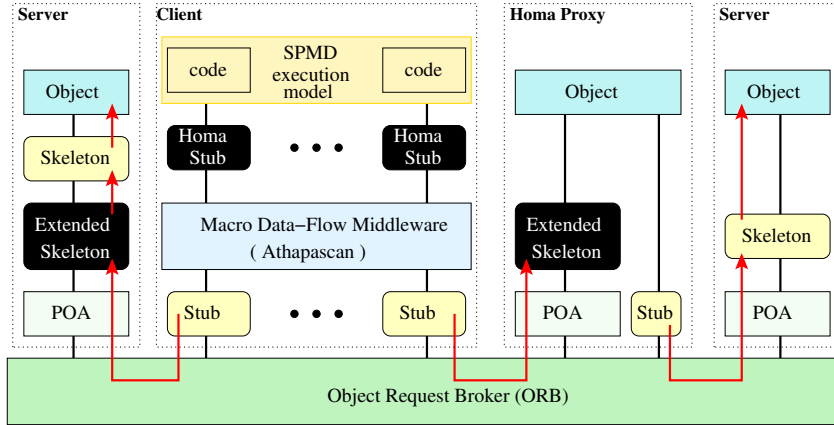 Server
Client
Homa Proxy
Server
code
SPMD
execution
model
code
Object
Object
Object
Homa
Stub
Homa
Stub
Skeleton
Extended
Skeleton
Macro Data−Flow Middleware
( Athapascan )
Extended
Skeleton
Skeleton
POA
Stub
Stub
POA
Stub
POA
Object Request Broker (ORB)